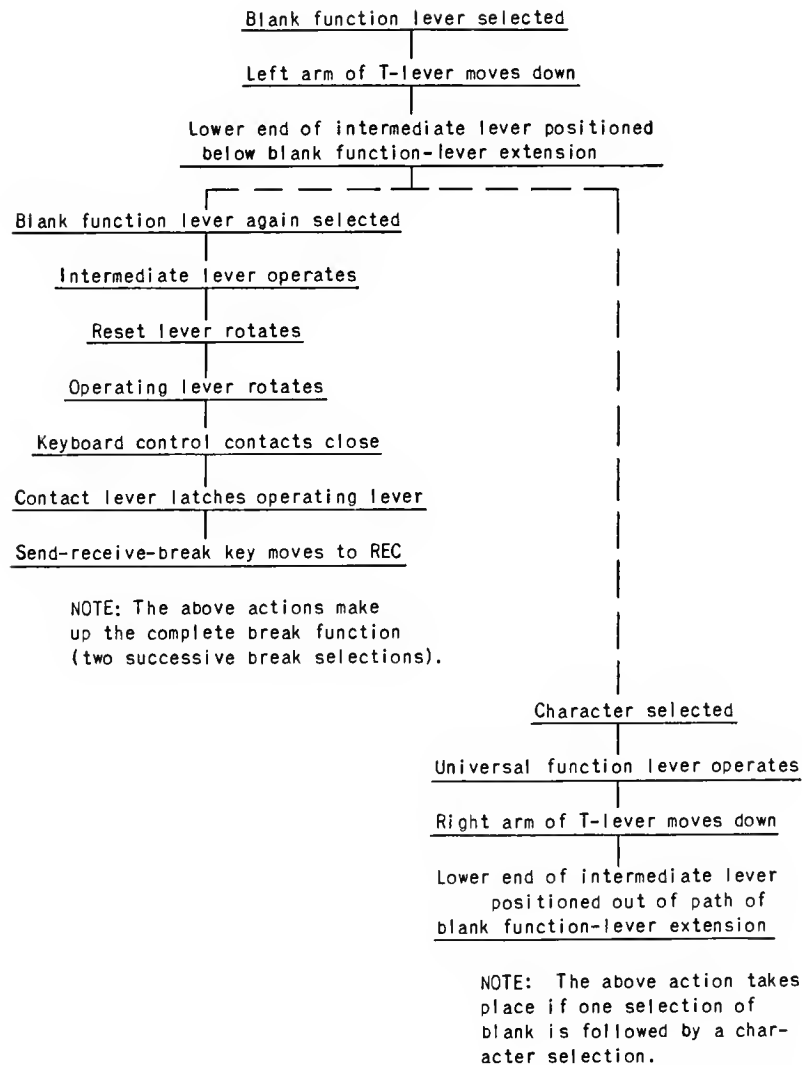 Blank function lever selected
Left arm of T-lever moves down
Lower end of intermediate lever positioned
below blank function-lever extension
Blank function lever again selected
Intermediate lever operates
Reset lever rotates
Operating lever rotates
Keyboard control contacts close
Contact lever latches operating lever
Send-receive-break key moves to REC
NOTE: The above actions make
up the complete break function
(two successive break selections).
Character selected
Universal function lever operates
Right arm of T-lever moves down
Lower end of intermediate lever
positioned out of path of
blank function-lever extension
NOTE: The above action takes
place if one selection of
blank is followed by a char-
acter selection.